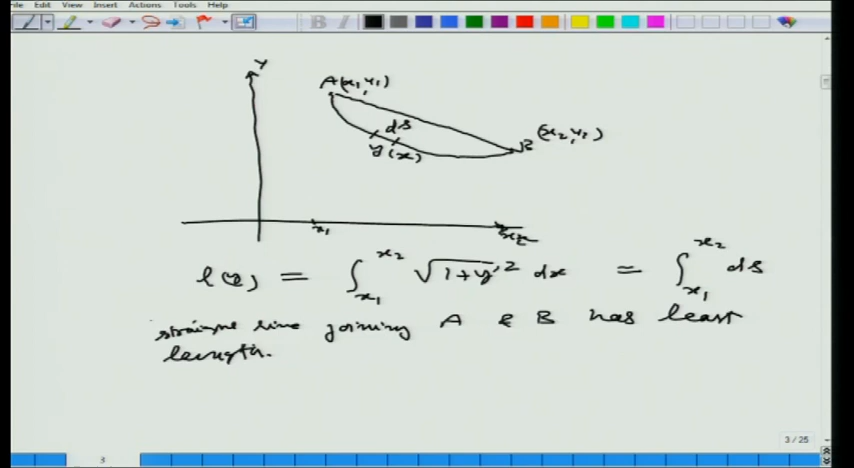 File Edit View Insert Actions Tools Help
Y
A(x₁, y₁)
ds
B (x₂, y₂)
y(x)
x₁ x₂
l(y) = ∫_{x₁}^{x₂} √(1+y'²) dx = ∫_{x₁}^{x₂} ds
straight line joining A & B has least
length.
3 / 25
3